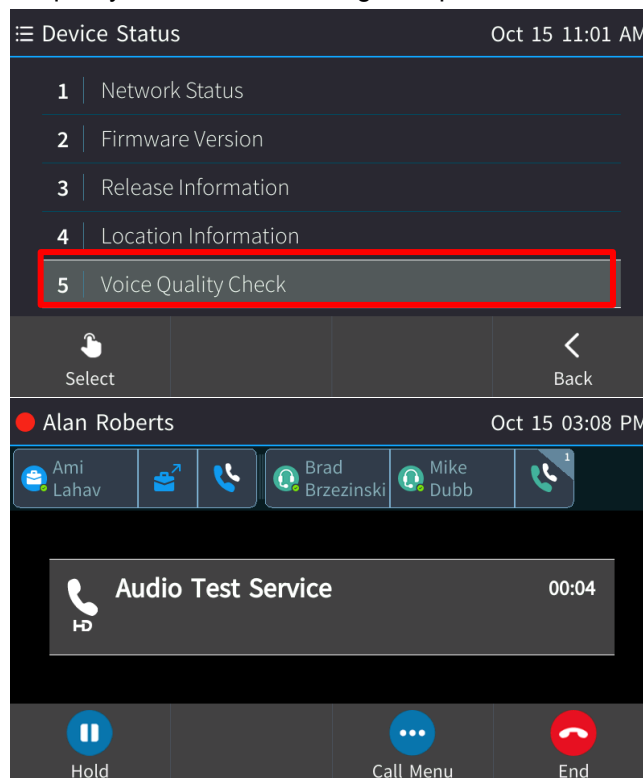 Device Status Oct 15 11:01 AM
1 Network Status
2 Firmware Version
3 Release Information
4 Location Information
5 Voice Quality Check
Select Back
Alan Roberts Oct 15 03:08 PM
Ami Brad Mike 1
Lahav Brzezinski Dubb
Audio Test Service 00:04
HD
Hold Call Menu End